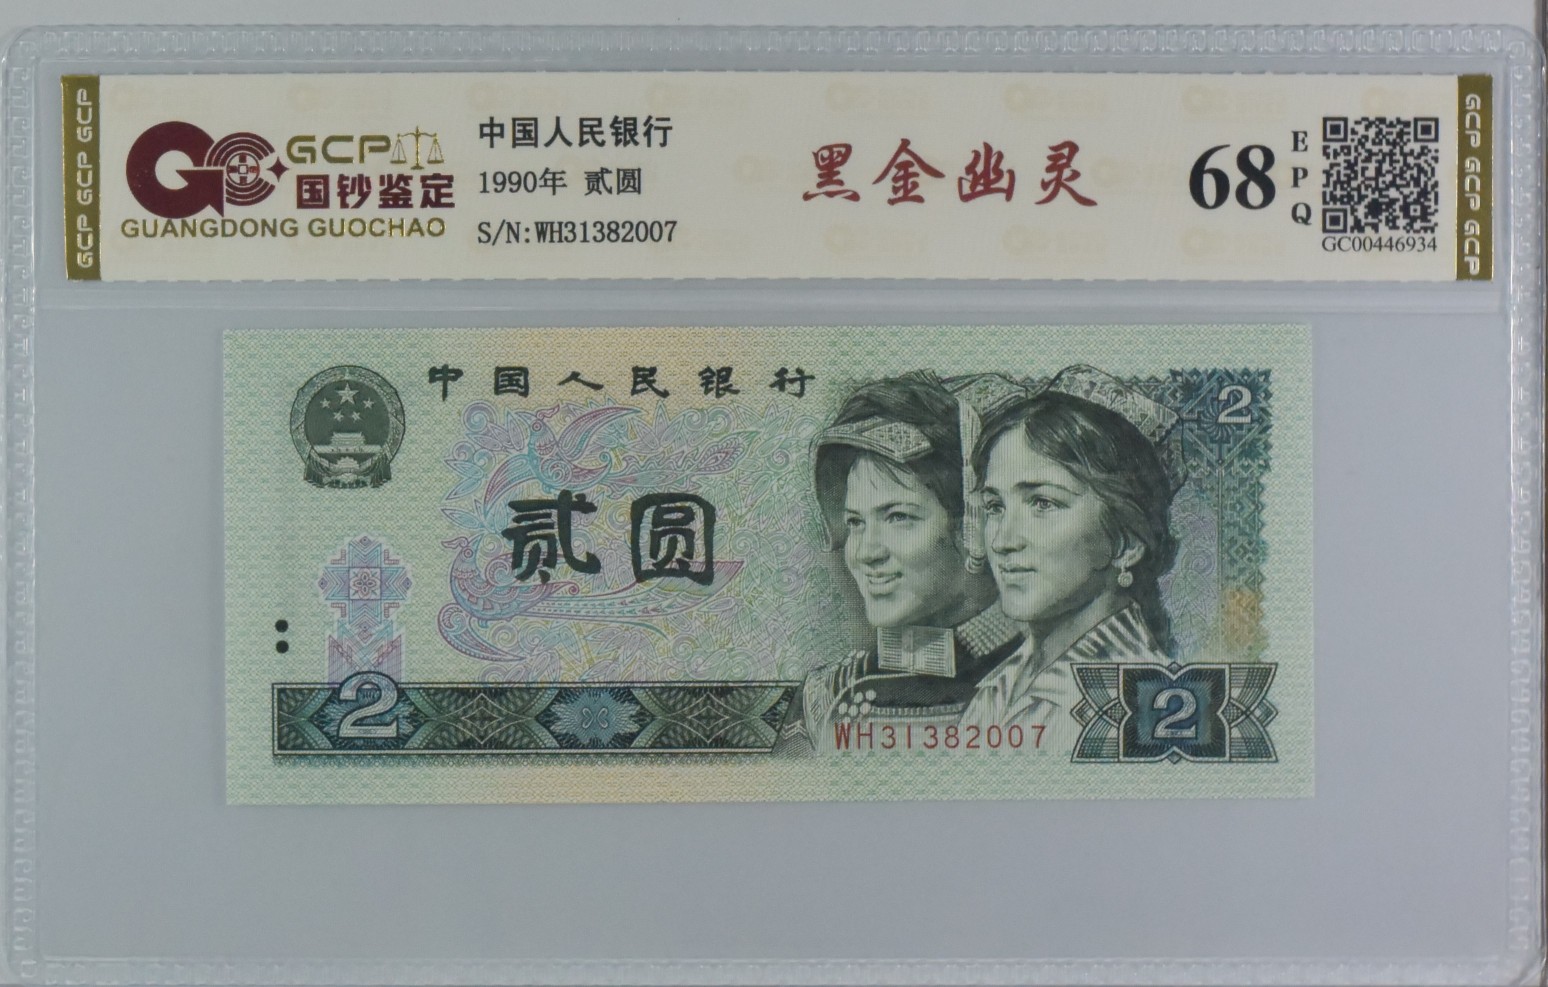 GCP GCP GCP
GCP
国钞鉴定
GUANGDONG GUOCHAO
中国人民银行
1990年 贰圆
S/N:WH31382007
黑金幽灵
68
EPQ
GC00446934
GCP GCP GCP
中国人民银行
2
贰圆
2
WH31382007
2